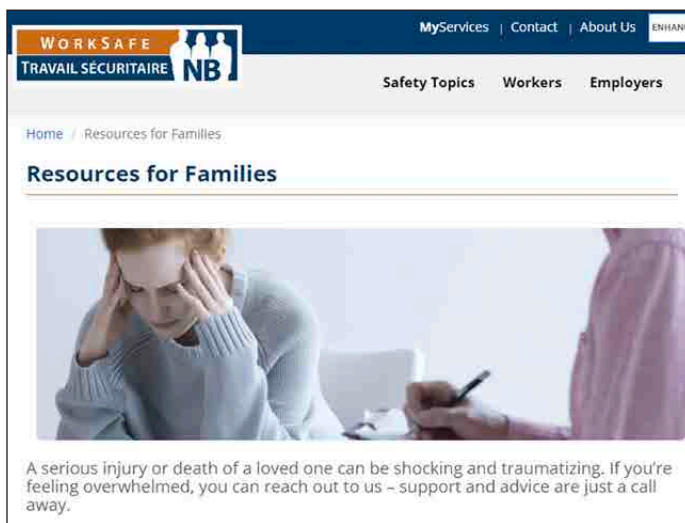 MyServices | Contact | About Us ENHAN
WORKSAFE
TRAVAIL SÉCURITAIRE NB
Safety Topics Workers Employers
Home / Resources for Families
Resources for Families
A serious injury or death of a loved one can be shocking and traumatizing. If you're
feeling overwhelmed, you can reach out to us – support and advice are just a call
away.